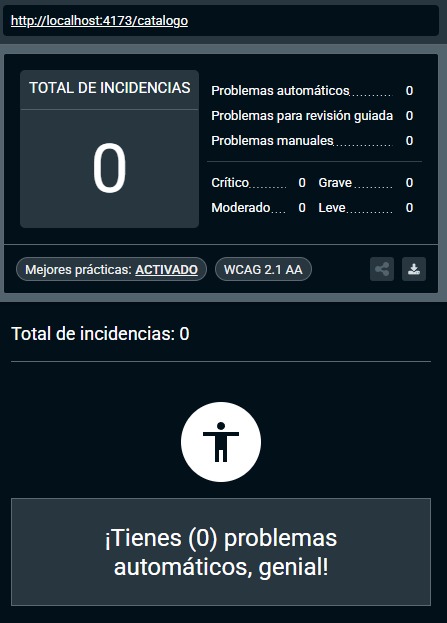 http://localhost:4173/catalogo
TOTAL DE INCIDENCIAS
0
Problemas automáticos 0
Problemas para revisión guiada 0
Problemas manuales 0
Crítico 0 Grave 0
Moderado 0 Leve 0
Mejores prácticas: ACTIVADO WCAG 2.1 AA
Total de incidencias: 0
¡Tienes (0) problemas
automáticos, genial!